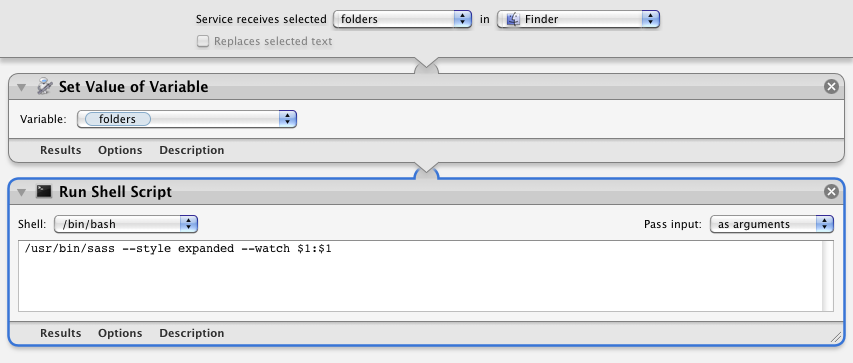 Service receives selected folders in Finder
Replaces selected text
Set Value of Variable
Variable: folders
Results Options Description
Run Shell Script
Shell: /bin/bash Pass input: as arguments
/usr/bin/sass --style expanded --watch $1:$1
Results Options Description